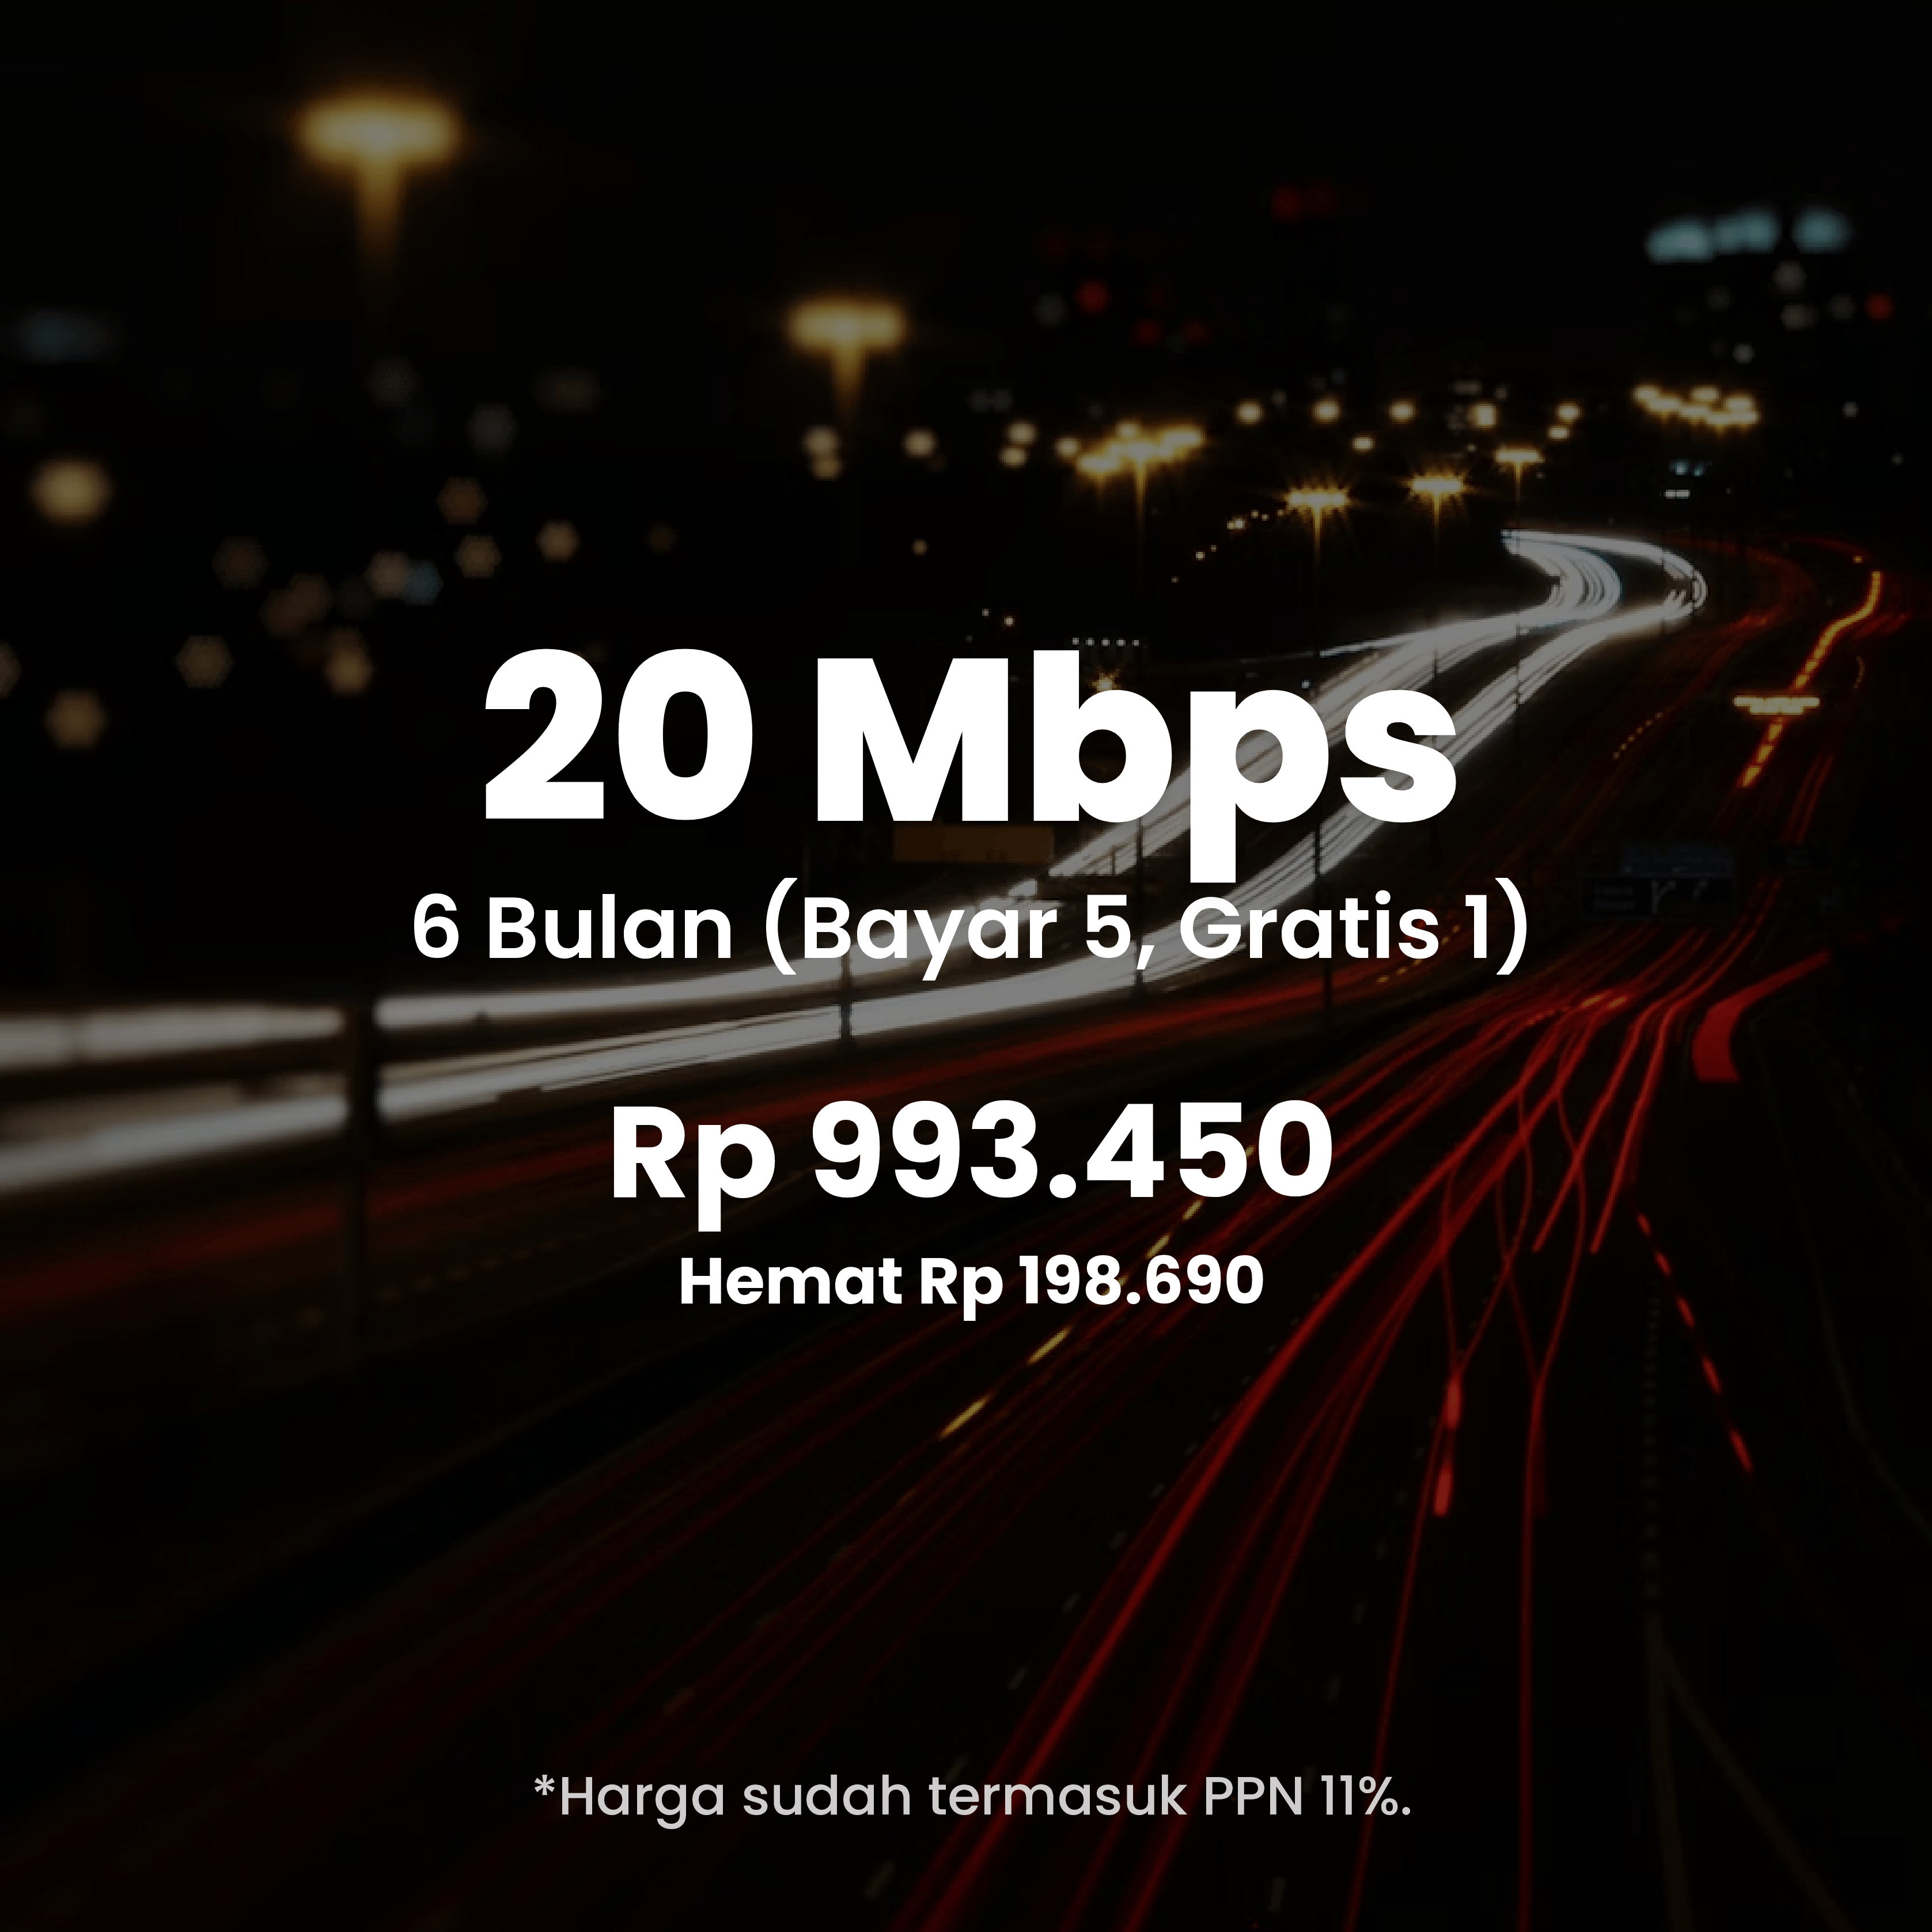 20 Mbps
6 Bulan (Bayar 5, Gratis 1)
Rp 993.450
Hemat Rp 198.690
*Harga sudah termasuk PPN 11%.